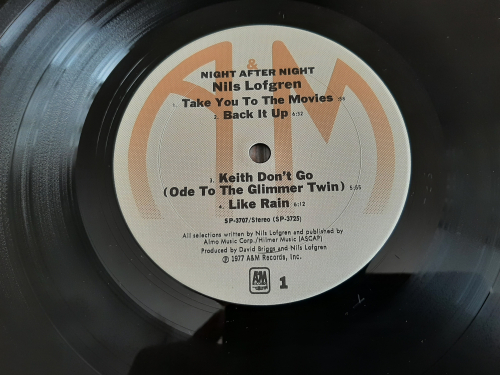 A&M
NIGHT AFTER NIGHT
Nils Lofgren
1. Take You To The Movies :56
2. Back It Up 6:52
3. Keith Don't Go
(Ode To The Glimmer Twin) 5:65
4. Like Rain 6:12
SP-3707/Stereo (SP-3725)
All selections written by Nils Lofgren and published by
Almo Music Corp./Hilmer Music (ASCAP)
Produced by David Briggs and Nils Lofgren
℗ 1977 A&M Records, Inc.
A&M 1